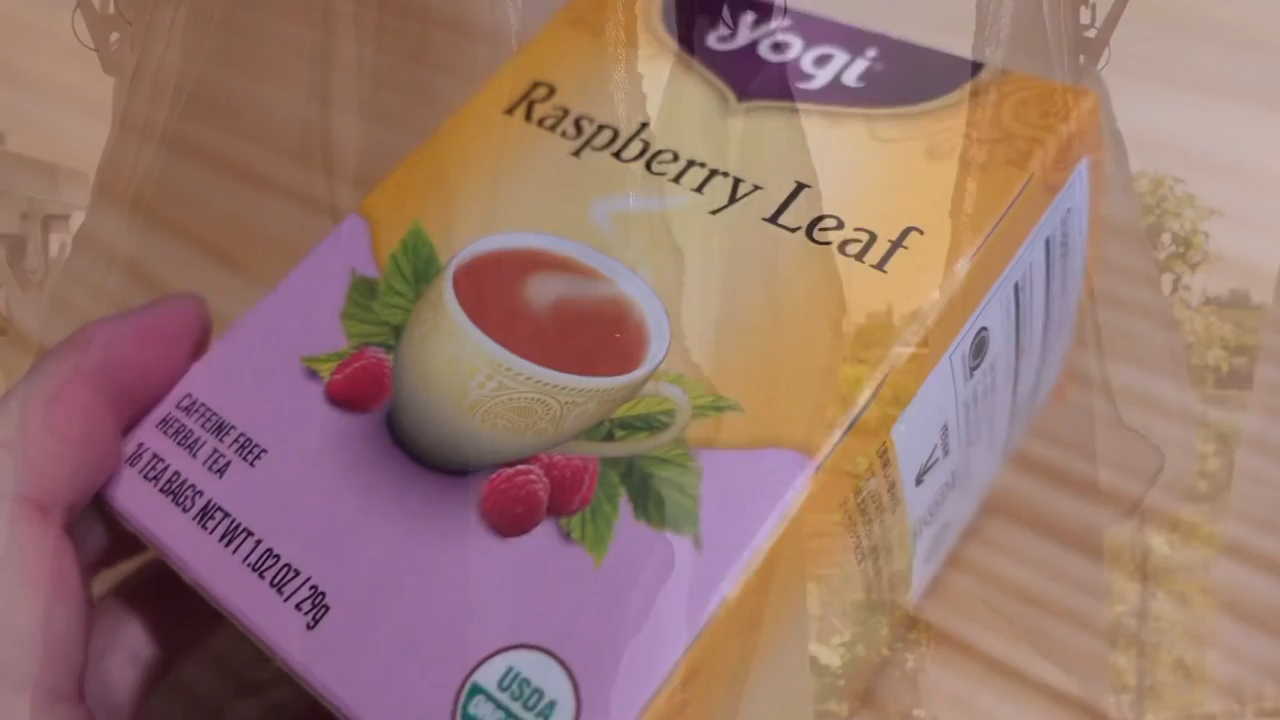 yogi
Raspberry Leaf
CAFFEINE FREE
HERBAL TEA
16 TEA BAGS NET WT 1.02 OZ / 29g
USDA